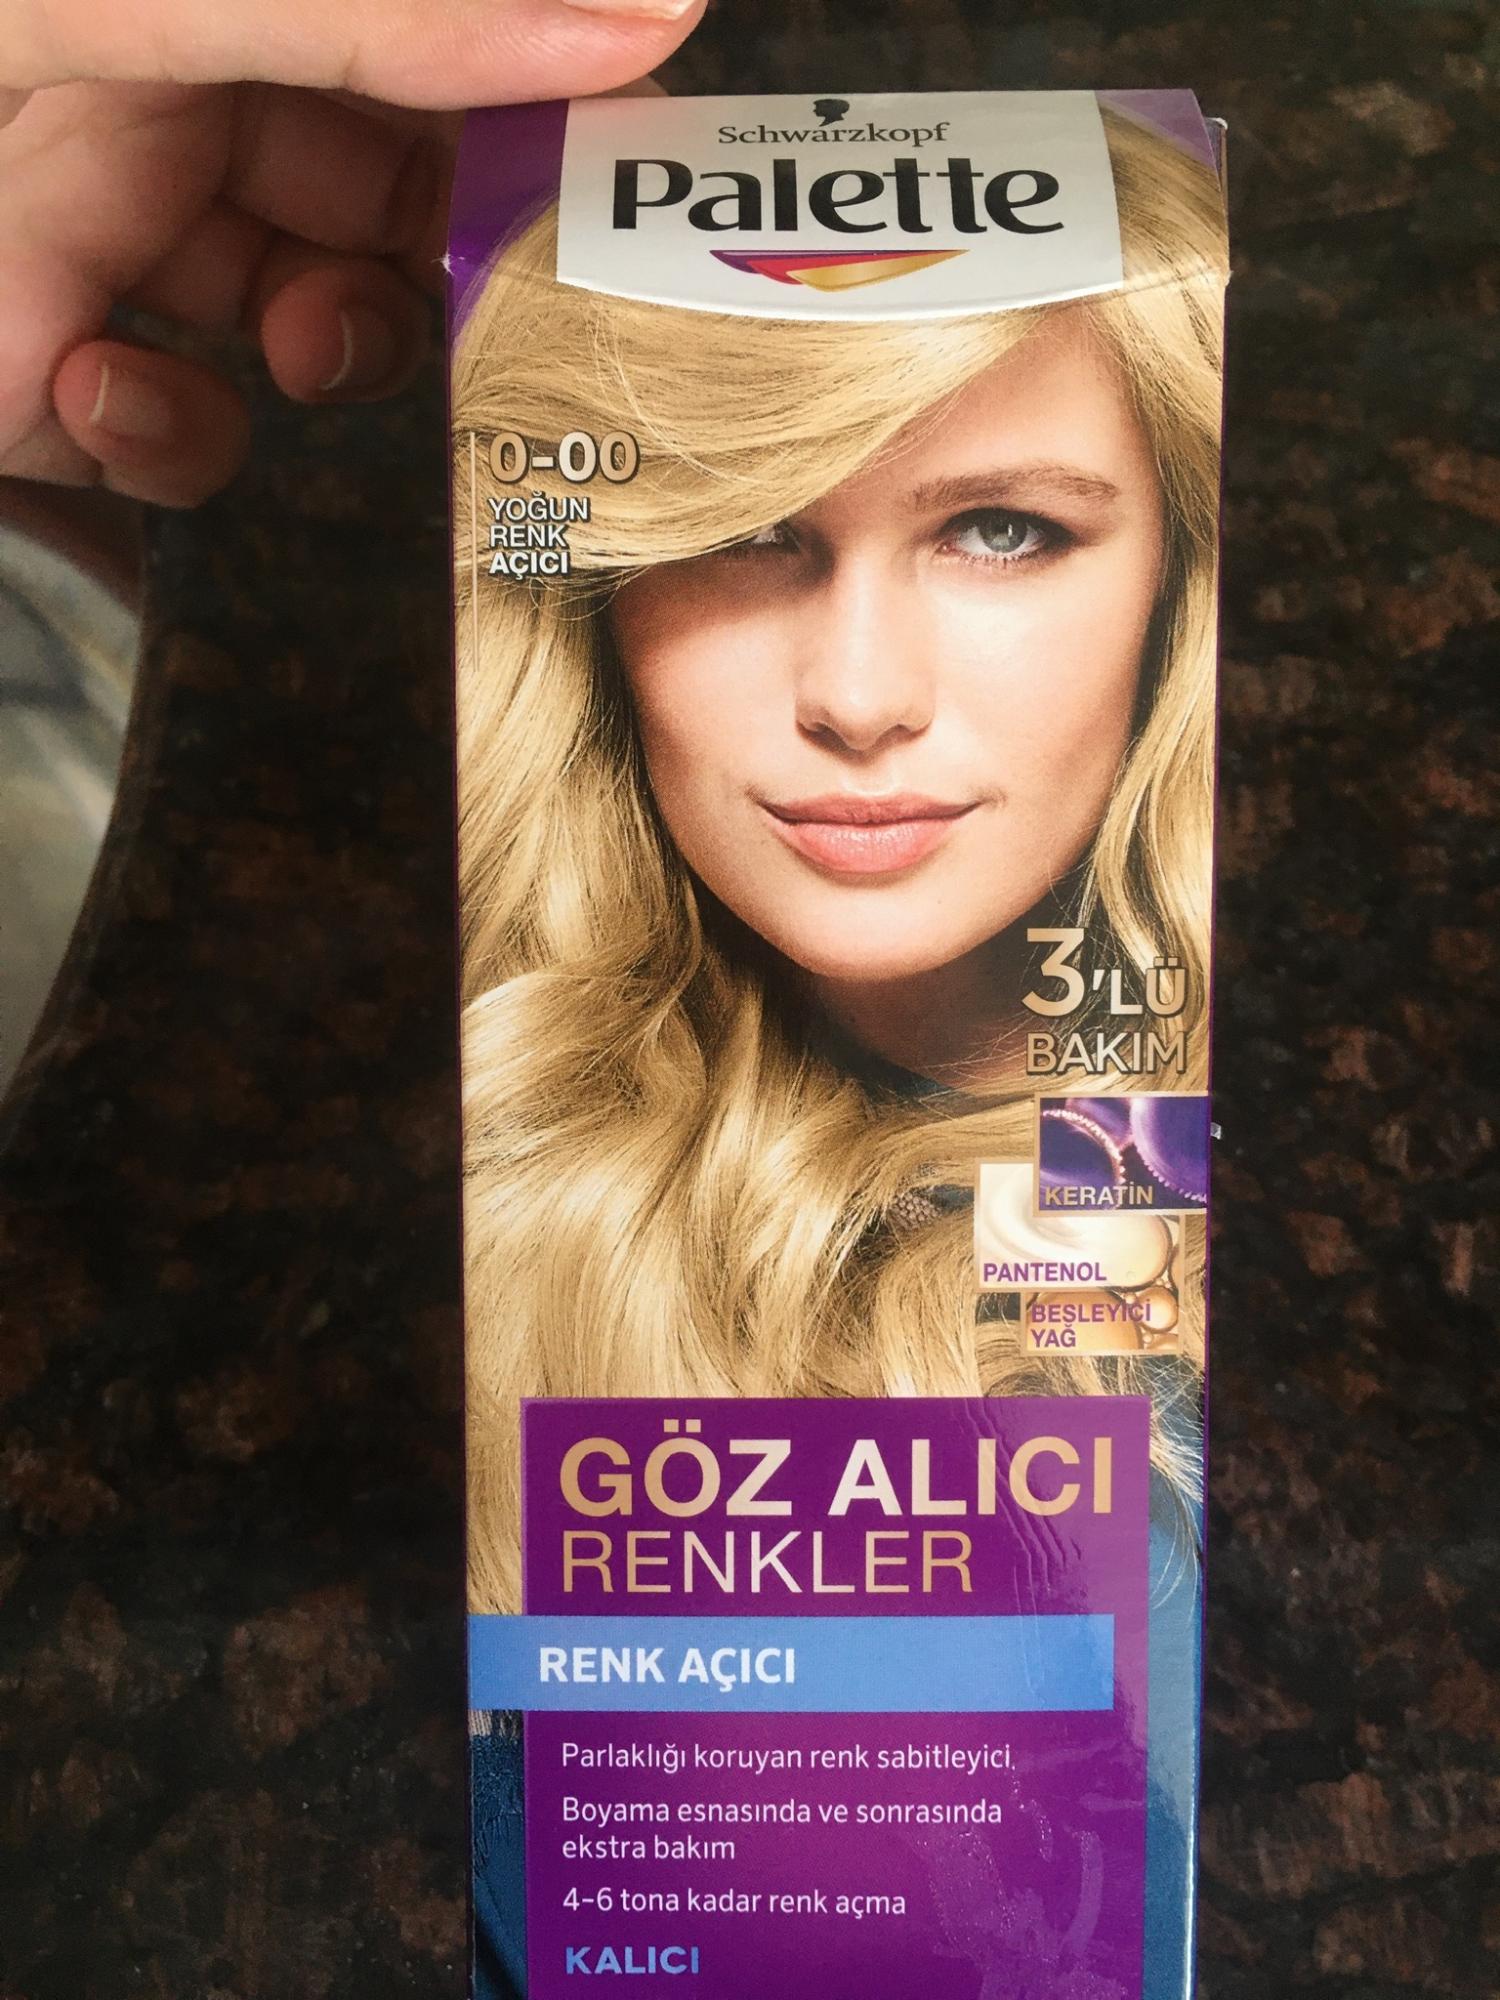 Schwarzkopf
Palette
0-00
YOĞUN
RENK
AÇICI
3'LÜ
BAKIM
KERATİN
PANTENOL
BESLEYİCİ
YAĞ
GÖZ ALICI
RENKLER
RENK AÇICI
Parlaklığı koruyan renk sabitleyici.
Boyama esnasında ve sonrasında
ekstra bakım
4-6 tona kadar renk açma
KALICI